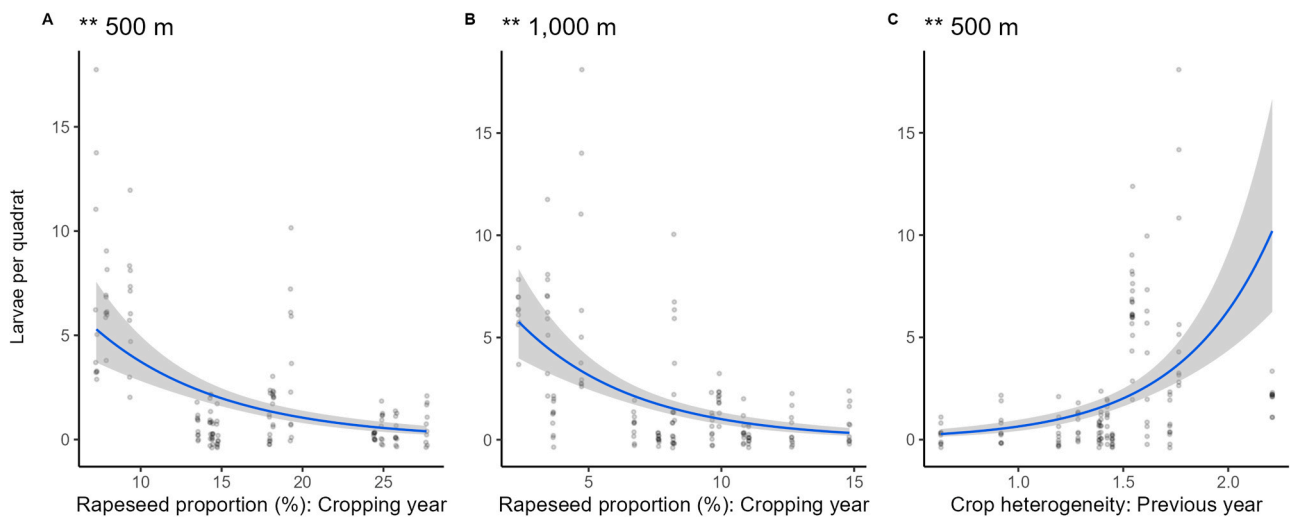 A ** 500 m
Larvae per quadrat
15
10
5
0
10 15 20 25
Rapeseed proportion (%): Cropping year
B ** 1,000 m
15
10
5
0
5 10 15
Rapeseed proportion (%): Cropping year
C ** 500 m
15
10
5
0
1.0 1.5 2.0
Crop heterogeneity: Previous year